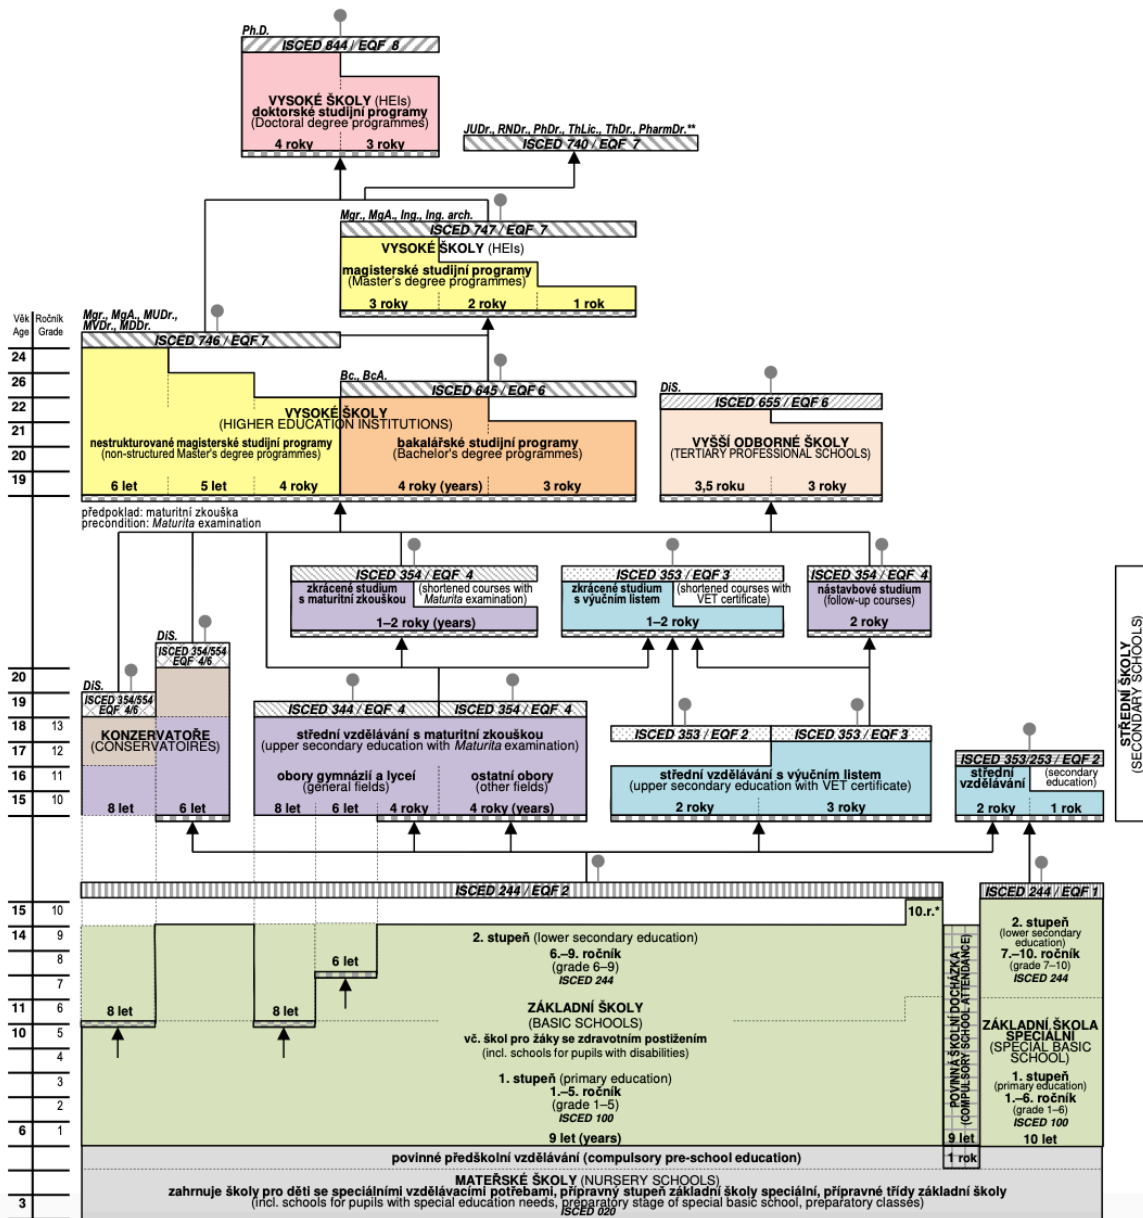 Ph.D.
ISCED 844 / EQF 8
VYSOKÉ ŠKOLY (HEIs)
doktorské studijní programy
(Doctoral degree programmes)
4 roky
3 roky
JUDr., RNDr., PhDr., ThLic., ThDr., PharmDr.**
ISCED 740 / EQF 7
Mgr., MgA., Ing., Ing. arch.
ISCED 747 / EQF 7
VYSOKÉ ŠKOLY (HEIs)
magisterské studijní programy
(Master's degree programmes)
3 roky
2 roky
1 rok
Věk
Age
Ročník
Grade
Mgr., MgA., MUDr.,
MVDr., MDDr.
ISCED 746 / EQF 7
Bc., BcA.
ISCED 645 / EQF 6
DiS.
ISCED 655 / EQF 6
24
26
22
21
20
19
VYSOKÉ ŠKOLY
(HIGHER EDUCATION INSTITUTIONS)
nestrukturované magisterské studijní programy
(non-structured Master's degree programmes)
6 let
5 let
4 roky
bakalářské studijní programy
(Bachelor's degree programmes)
4 roky (years)
3 roky
VYŠŠÍ ODBORNÉ ŠKOLY
(TERTIARY PROFESSIONAL SCHOOLS)
3,5 roku
3 roky
předpoklad: maturitní zkouška
precondition: Maturita examination
ISCED 354 / EQF 4
zkrácené studium
s maturitní zkouškou
(shortened courses with
Maturita examination)
1–2 roky (years)
ISCED 353 / EQF 3
zkrácené studium
s výučním listem
(shortened courses with
VET certificate)
1–2 roky
ISCED 354 / EQF 4
nástavbové studium
(follow-up courses)
2 roky
STŘEDNÍ ŠKOLY
(SECONDARY SCHOOLS)
DiS.
ISCED 354/554
EQF 4/6
DiS.
ISCED 354/554
EQF 4/6
20
19
18
13
17
12
16
11
15
10
KONZERVATOŘE
(CONSERVATOIRES)
8 let
6 let
ISCED 344 / EQF 4
ISCED 354 / EQF 4
střední vzdělávání s maturitní zkouškou
(upper secondary education with Maturita examination)
obory gymnázií a lyceí
(general fields)
ostatní obory
(other fields)
8 let
6 let
4 roky
4 roky (years)
ISCED 353 / EQF 2
ISCED 353 / EQF 3
střední vzdělávání s výučním listem
(upper secondary education with VET certificate)
2 roky
3 roky
ISCED 353/253 / EQF 2
střední
vzdělávání
(secondary
education)
2 roky
1 rok
ISCED 244 / EQF 2
ISCED 244 / EQF 1
15
10
14
9
8
7
11
6
10
5
4
3
2
6
1
10.r.*
8 let
8 let
6 let
2. stupeň (lower secondary education)
6.–9. ročník
(grade 6–9)
ISCED 244
ZÁKLADNÍ ŠKOLY
(BASIC SCHOOLS)
vč. škol pro žáky se zdravotním postižením
(incl. schools for pupils with disabilities)
1. stupeň (primary education)
1.–5. ročník
(grade 1–5)
ISCED 100
9 let (years)
POVINNÁ ŠKOLNÍ DOCHÁZKA
(COMPULSORY SCHOOL ATTENDANCE)
9 let
1 rok
2. stupeň
(lower secondary
education)
7.–10. ročník
(grade 7–10)
ISCED 244
ZÁKLADNÍ ŠKOLA
SPECIÁLNÍ
(SPECIAL BASIC
SCHOOL)
1. stupeň
(primary education)
1.–6. ročník
(grade 1–6)
ISCED 100
10 let
povinné předškolní vzdělávání (compulsory pre-school education)
3
MATEŘSKÉ ŠKOLY (NURSERY SCHOOLS)
zahrnuje školy pro děti se speciálními vzdělávacími potřebami, přípravný stupeň základní školy speciální, přípravné třídy základní školy
(incl. schools for pupils with special education needs, preparatory stage of special basic school, preparatory classes)
ISCED 020